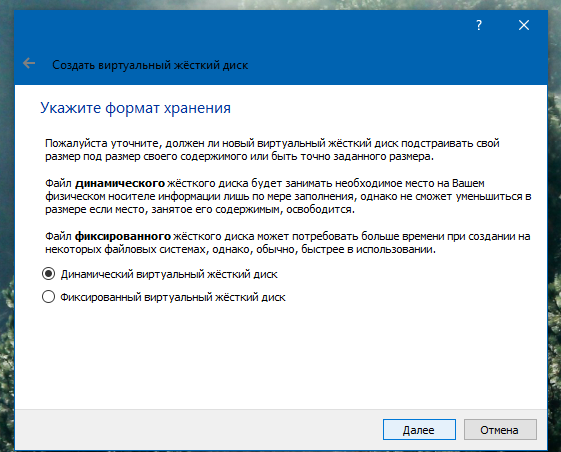 ?
Создать виртуальный жёсткий диск
Укажите формат хранения
Пожалуйста уточните, должен ли новый виртуальный жёсткий диск подстраивать свой
размер под размер своего содержимого или быть точно заданного размера.
Файл динамического жёсткого диска будет занимать необходимое место на Вашем
физическом носителе информации лишь по мере заполнения, однако не сможет уменьшиться в
размере если место, занятое его содержимым, освободится.
Файл фиксированного жёсткого диска может потребовать больше времени при создании на
некоторых файловых системах, однако, обычно, быстрее в использовании.
Динамический виртуальный жёсткий диск
Фиксированный виртуальный жёсткий диск
Далее
Отмена